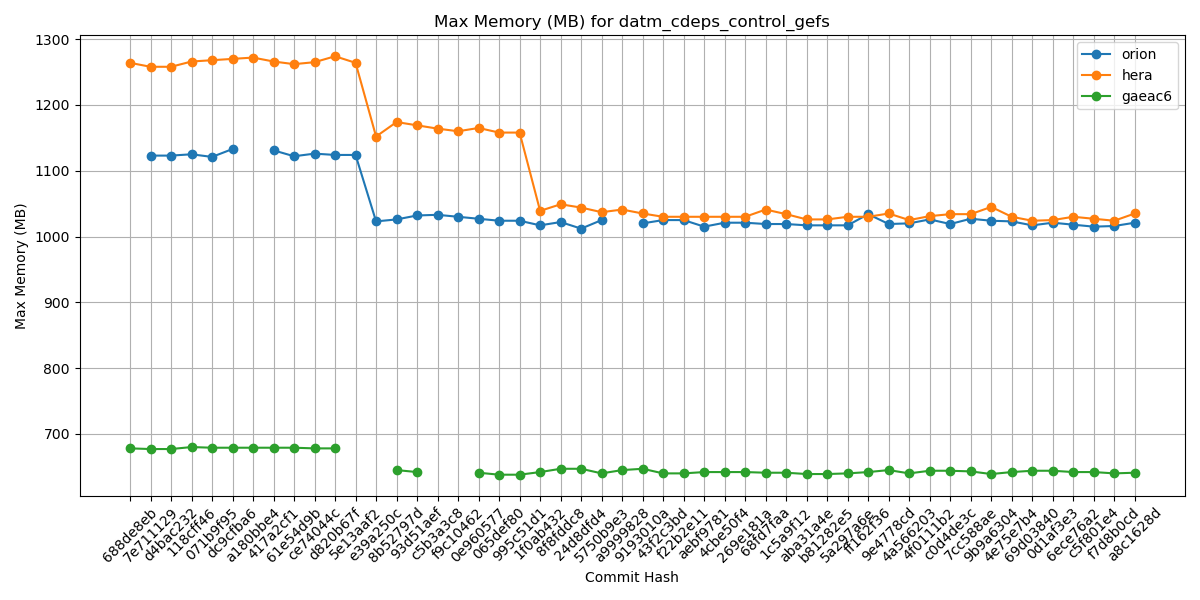 Max Memory (MB) for datm_cdeps_control_gefs
orion
hera
gaeac6
Max Memory (MB)
1300
1200
1100
1000
900
800
700
688de8eb
7e711129
d4bac232
118cff46
071b9f95
dc9cfba6
a180bbe4
417a2cf1
61e54d9b
ce74044c
d820b67f
5e13aaf2
e39a250c
8b52797d
93d51aef
c5b3a3c8
f9c10462
0e960577
065def80
995c51d1
1f0ab432
8f8fddc8
24d8dfd4
5750b9e3
a9999828
9193010a
43f2c3bd
f22b2e11
aebf9781
4cbe50f4
269e181a
68fd7faa
1c5a9f12
aba31a4e
b81282e5
5a297a6e
ff162f36
9e4778cd
4a566203
4f0111b2
c0d4de3c
7cc588ae
9b9a6304
4e75e7b4
69d03840
0d1af3e3
6ece76a2
c5f801e4
f7d8b0cd
a8c1628d
Commit Hash